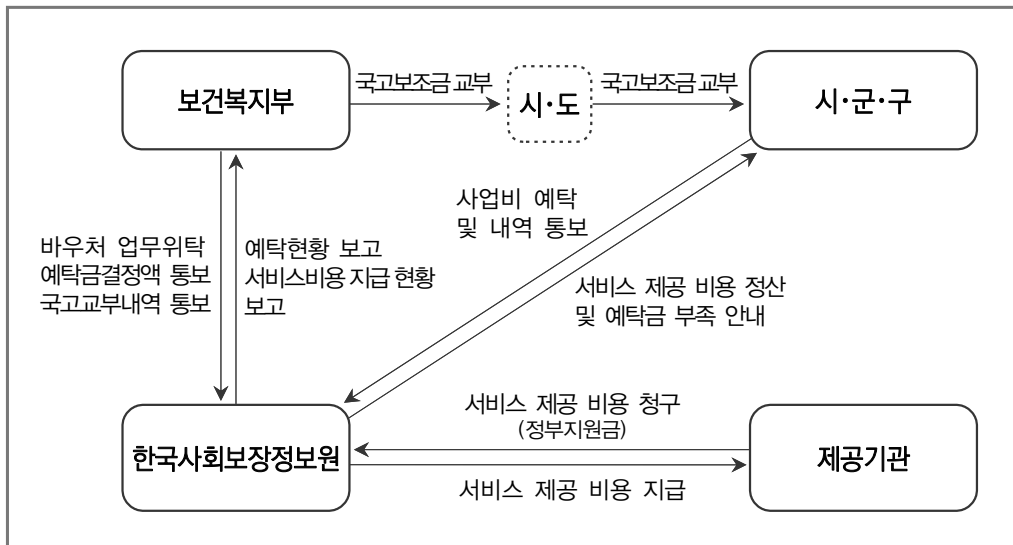 보건복지부
국고보조금 교부
시·도
국고보조금 교부
시·군·구
사업비 예탁
및 내역 통보
바우처 업무위탁
예탁금결정액 통보
국고교부내역 통보
예탁현황 보고
서비스비용 지급 현황
보고
서비스 제공 비용 정산
및 예탁금 부족 안내
한국사회보장정보원
서비스 제공 비용 청구
(정부지원금)
서비스 제공 비용 지급
제공기관